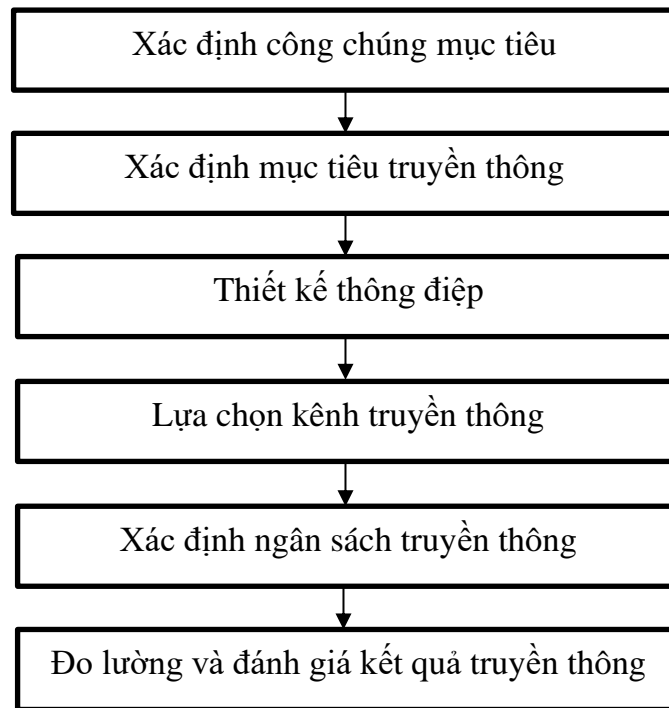 Xác định công chúng mục tiêu
Xác định mục tiêu truyền thông
Thiết kế thông điệp
Lựa chọn kênh truyền thông
Xác định ngân sách truyền thông
Đo lường và đánh giá kết quả truyền thông